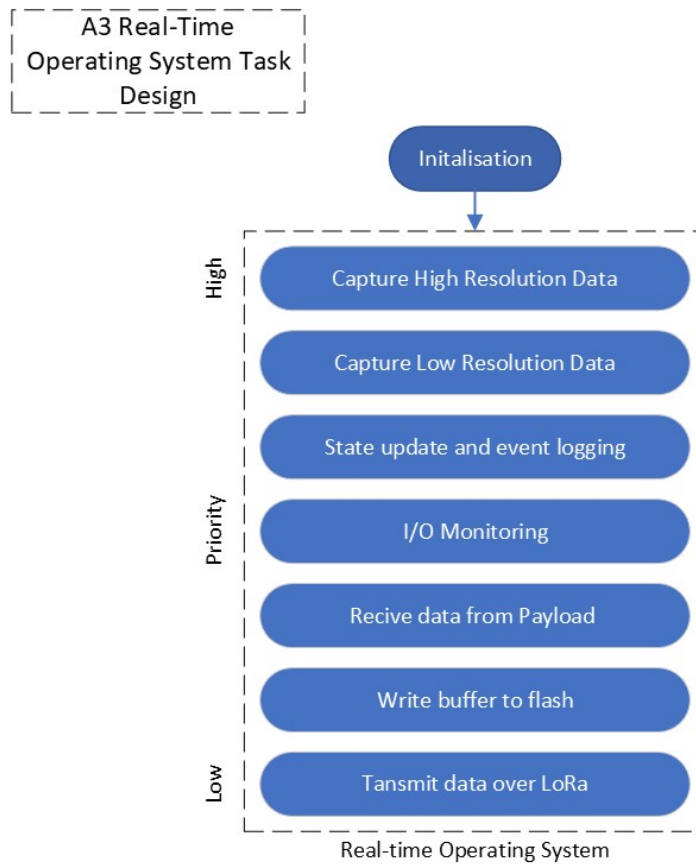 A3 Real-Time
Operating System Task
Design
Initalisation
High
Capture High Resolution Data
Capture Low Resolution Data
State update and event logging
Priority
I/O Monitoring
Recive data from Payload
Write buffer to flash
Low
Tansmit data over LoRa
Real-time Operating System